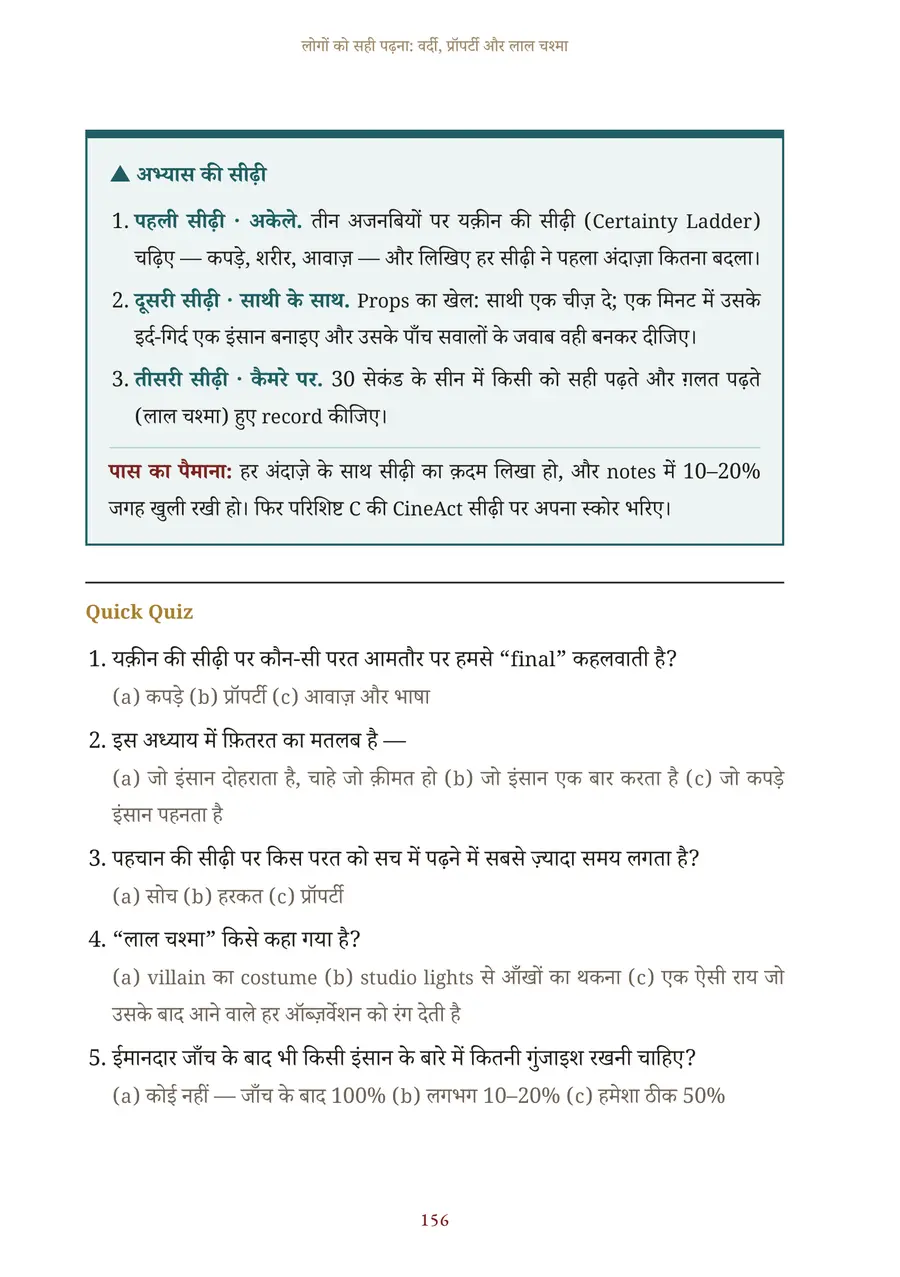 लोगों को सही पढ़ना: वर्दी, प्रॉपर्टी और लाल चश्मा
▲ अभ्यास की सीढ़ी
1. पहली सीढ़ी · अकेले. तीन अजनबियों पर यक़ीन की सीढ़ी (Certainty Ladder)
चढ़िए — कपड़े, शरीर, आवाज़ — और लिखिए हर सीढ़ी ने पहला अंदाज़ा कितना बदला।
2. दूसरी सीढ़ी · साथी के साथ. Props का खेल: साथी एक चीज़ दे; एक मिनट में उसके
इर्द-गिर्द एक इंसान बनाइए और उसके पाँच सवालों के जवाब वही बनकर दीजिए।
3. तीसरी सीढ़ी · कैमरे पर. 30 सेकंड के सीन में किसी को सही पढ़ते और ग़लत पढ़ते
(लाल चश्मा) हुए record कीजिए।
पास का पैमाना: हर अंदाज़े के साथ सीढ़ी का क़दम लिखा हो, और notes में 10–20%
जगह खुली रखी हो। फिर परिशिष्ट C की CineAct सीढ़ी पर अपना स्कोर भरिए।
Quick Quiz
1. यक़ीन की सीढ़ी पर कौन-सी परत आमतौर पर हमसे “final” कहलवाती है?
(a) कपड़े (b) प्रॉपर्टी (c) आवाज़ और भाषा
2. इस अध्याय में फ़ितरत का मतलब है —
(a) जो इंसान दोहराता है, चाहे जो क़ीमत हो (b) जो इंसान एक बार करता है (c) जो कपड़े
इंसान पहनता है
3. पहचान की सीढ़ी पर किस परत को सच में पढ़ने में सबसे ज़्यादा समय लगता है?
(a) सोच (b) हरकत (c) प्रॉपर्टी
4. “लाल चश्मा” किसे कहा गया है?
(a) villain का costume (b) studio lights से आँखों का थकना (c) एक ऐसी राय जो
उसके बाद आने वाले हर ऑब्ज़र्वेशन को रंग देती है
5. ईमानदार जाँच के बाद भी किसी इंसान के बारे में कितनी गुंजाइश रखनी चाहिए?
(a) कोई नहीं — जाँच के बाद 100% (b) लगभग 10–20% (c) हमेशा ठीक 50%
156